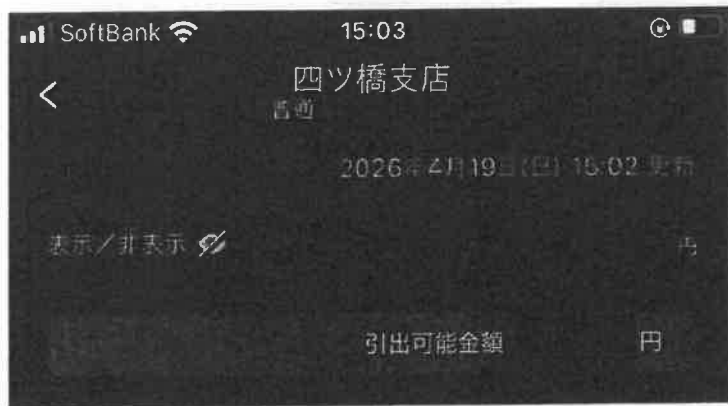 SoftBank 15:03
四ツ橋支店
普通
2026年4月19日(日) 15:02 更新
表示/非表示 円
引出可能金額 円